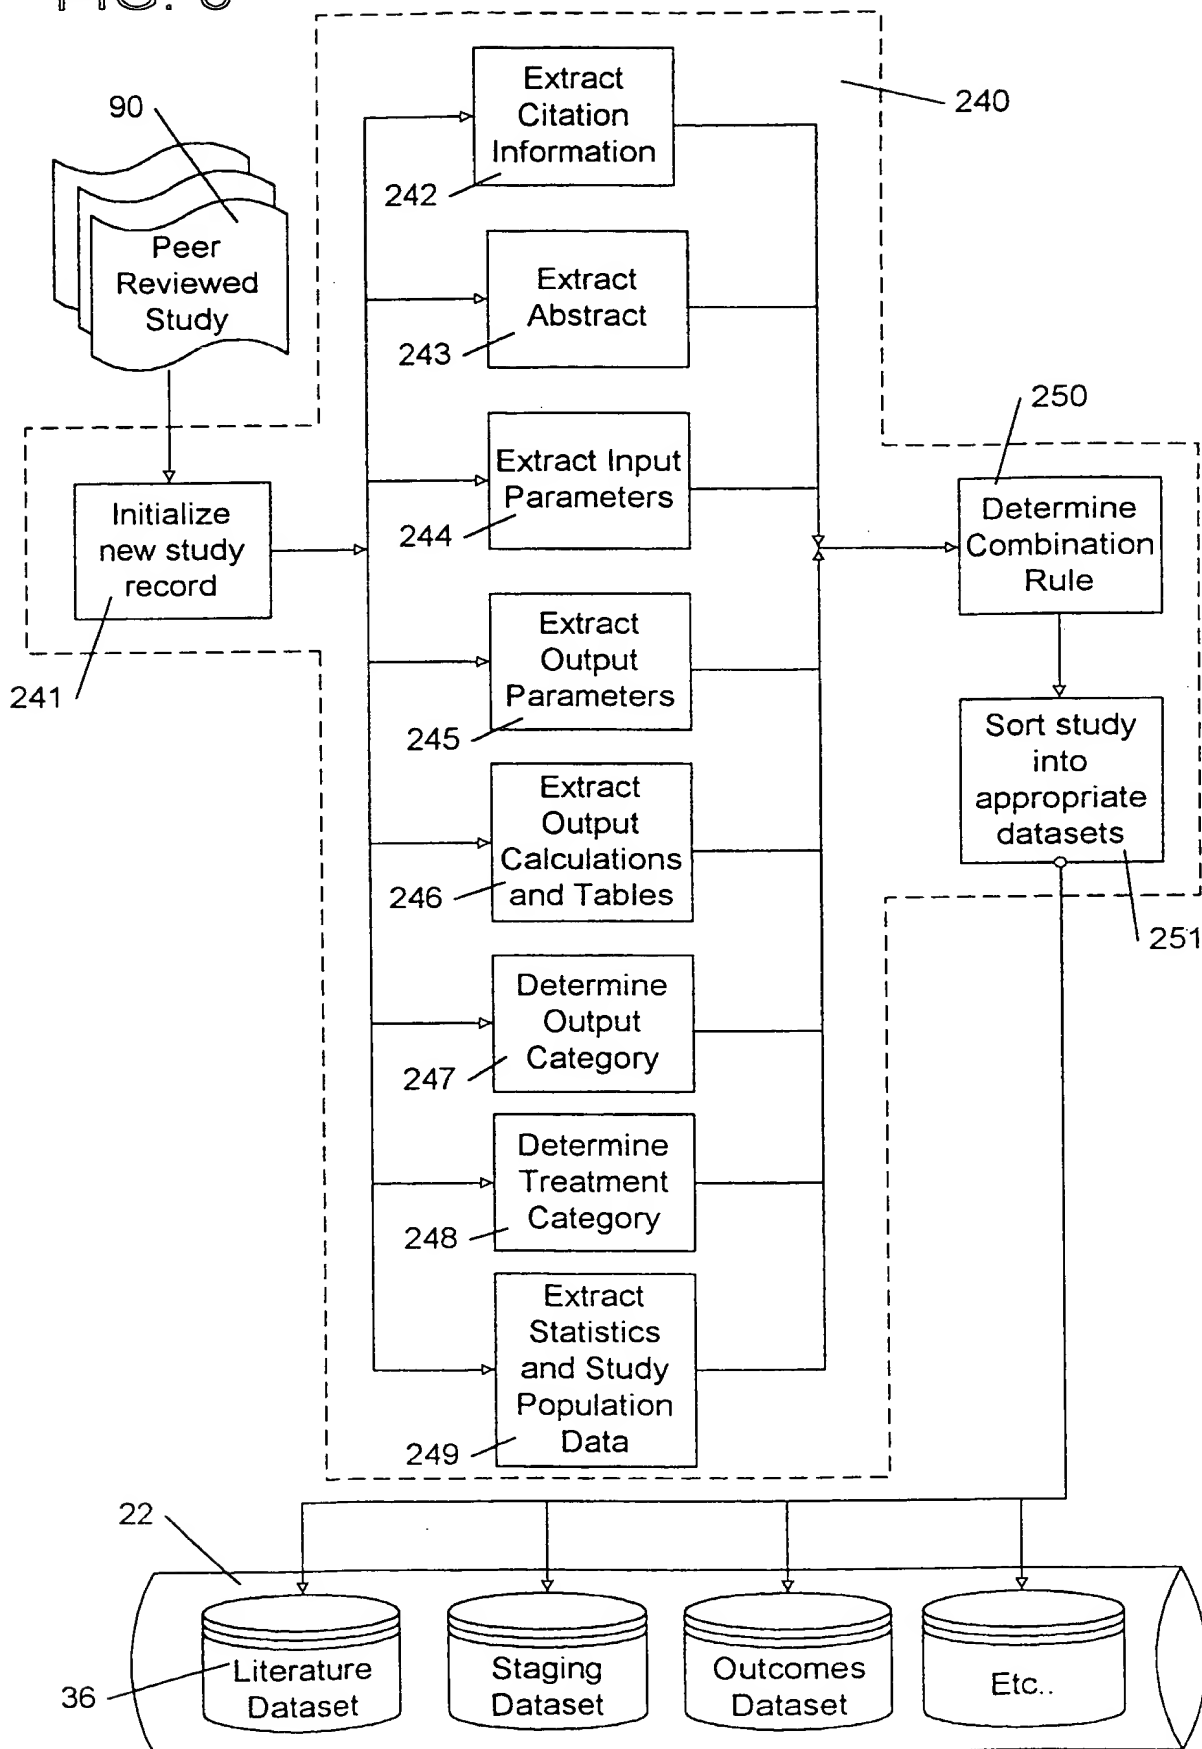 90
Peer
Reviewed
Study
Initialize
new study
record
241
Extract
Citation
Information
242
240
Extract
Abstract
243
Extract Input
Parameters
244
Extract
Output
Parameters
245
Extract
Output
Calculations
and Tables
246
Determine
Output
Category
247
Determine
Treatment
Category
248
Extract
Statistics
and Study
Population
Data
249
250
Determine
Combination
Rule
Sort study
into
appropriate
datasets
251
22
36
Literature
Dataset
Staging
Dataset
Outcomes
Dataset
Etc..